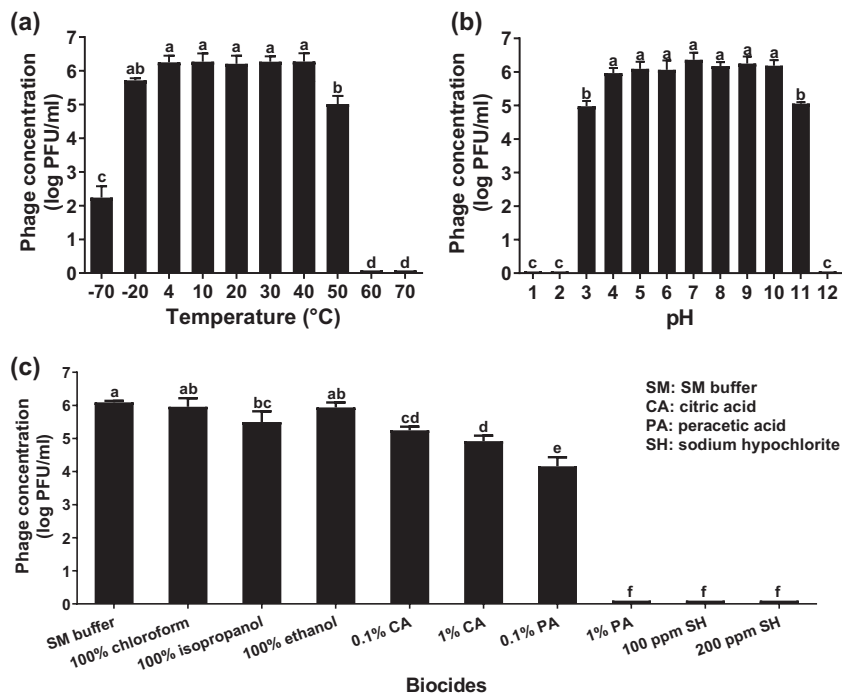 (a)
Phage concentration
(log PFU/ml)
7
6
5
4
3
2
1
0
c
ab
a
a
a
a
a
b
d
d
-70 -20 4 10 20 30 40 50 60 70
Temperature (°C)
(b)
Phage concentration
(log PFU/ml)
7
6
5
4
3
2
1
0
c
c
b
a
a
a
a
a
a
a
b
c
1 2 3 4 5 6 7 8 9 10 11 12
pH
(c)
Phage concentration
(log PFU/ml)
7
6
5
4
3
2
1
0
a
ab
bc
ab
cd
d
e
f
f
f
SM: SM buffer
CA: citric acid
PA: peracetic acid
SH: sodium hypochlorite
SM buffer
100% chloroform
100% isopropanol
100% ethanol
0.1% CA
1% CA
0.1% PA
1% PA
100 ppm SH
200 ppm SH
Biocides